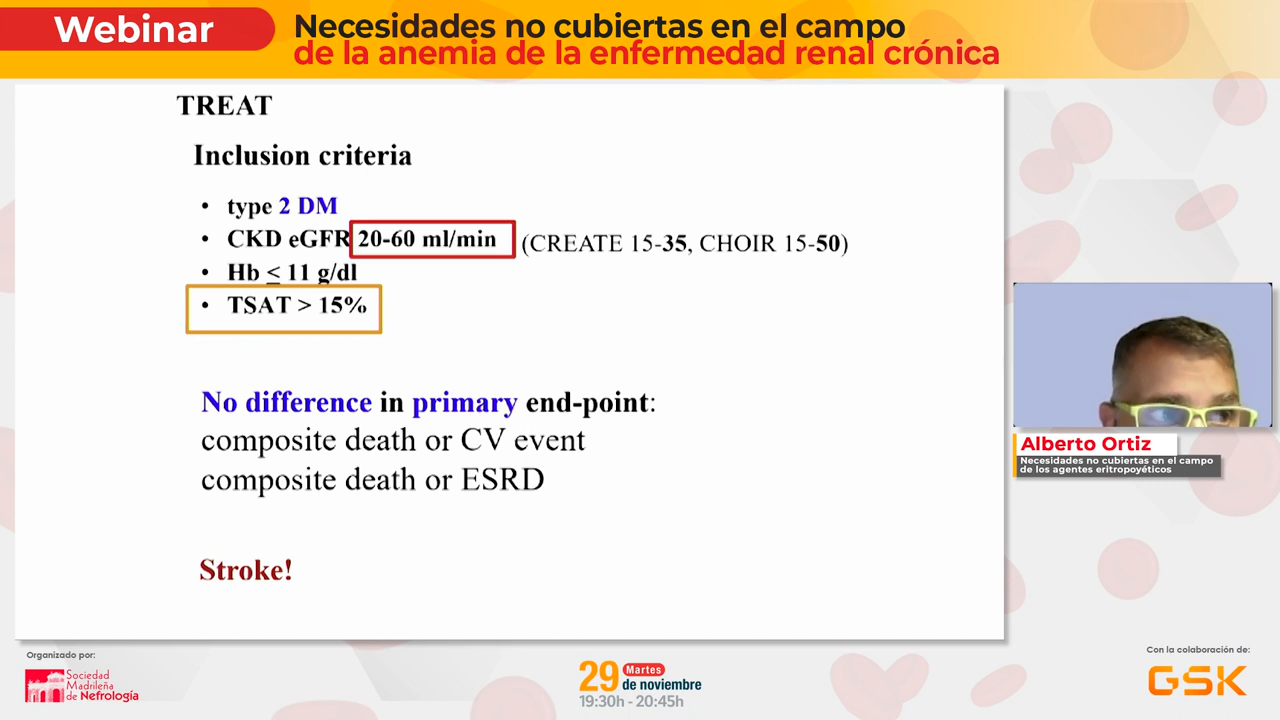 Webinar
Necesidades no cubiertas en el campo
de la anemia de la enfermedad renal crónica
TREAT
Inclusion criteria
• type 2 DM
• CKD eGFR 20-60 ml/min (CREATE 15-35, CHOIR 15-50)
• Hb ≤ 11 g/dl
• TSAT > 15%
No difference in primary end-point:
composite death or CV event
composite death or ESRD
Stroke!
Alberto Ortiz
Necesidades no cubiertas en el campo
de los agentes eritropoyéticos
Organizado por:
Sociedad
Madrileña
de Nefrología
29 Martes
de noviembre
19:30h - 20:45h
Con la colaboración de:
GSK